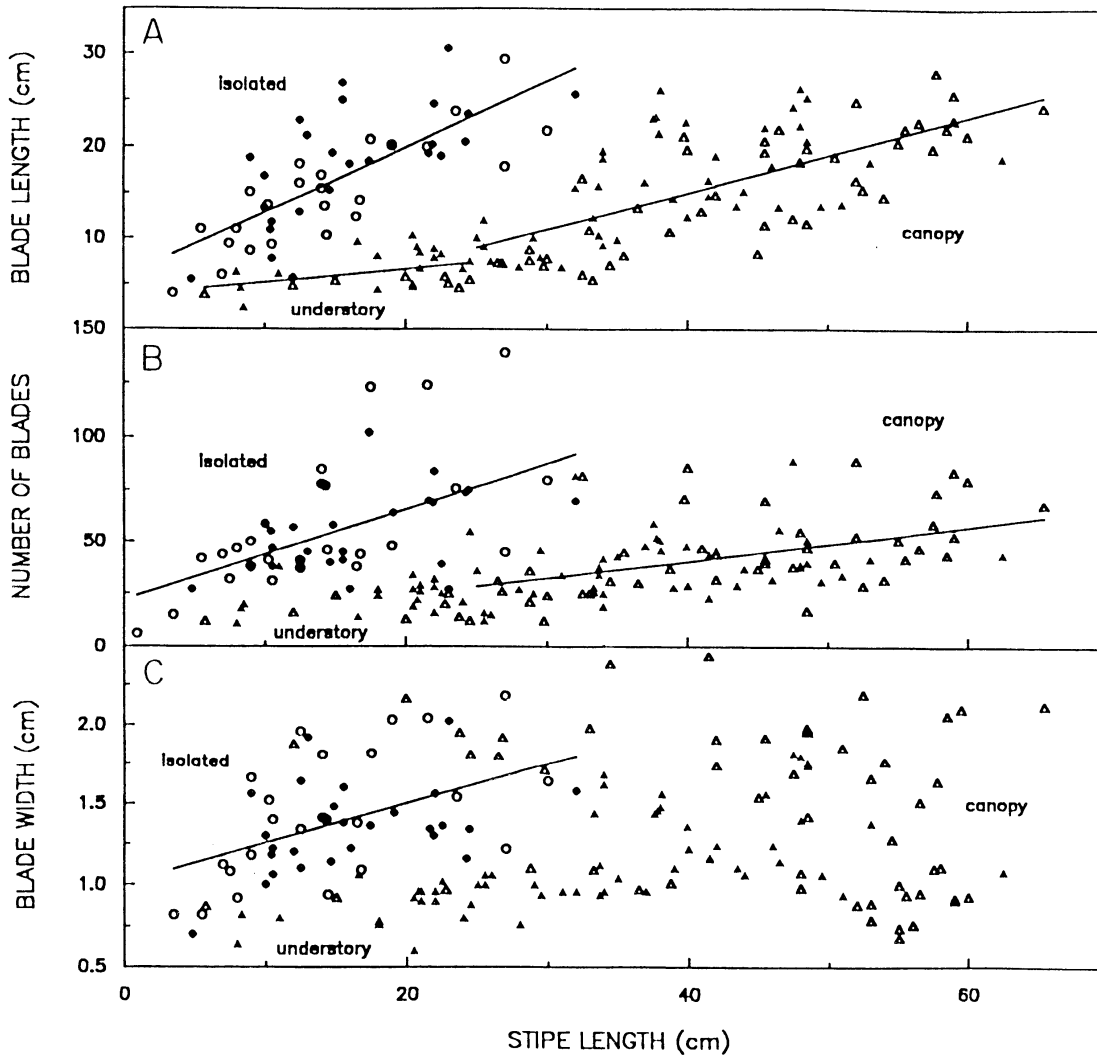 A
BLADE LENGTH (cm)
30
20
10
isolated
canopy
understory
B
NUMBER OF BLADES
150
100
50
0
isolated
canopy
understory
C
BLADE WIDTH (cm)
2.0
1.5
1.0
0.5
isolated
canopy
understory
0
20
40
60
STIPE LENGTH (cm)